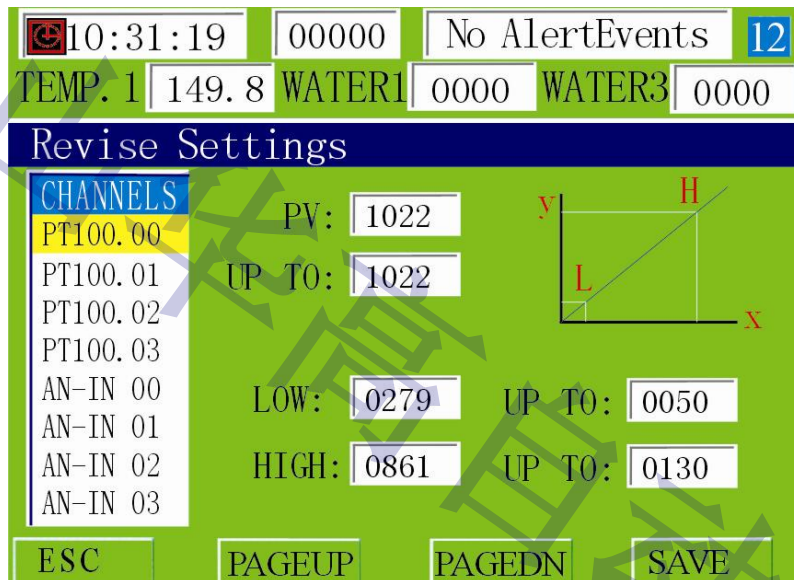 10:31:19 00000 No AlertEvents 12
TEMP. 1 149.8 WATER1 0000 WATER3 0000
Revise Settings
CHANNELS
PT100.00
PT100.01
PT100.02
PT100.03
AN-IN 00
AN-IN 01
AN-IN 02
AN-IN 03
PV: 1022
UP TO: 1022
y H
L
x
LOW: 0279 UP TO: 0050
HIGH: 0861 UP TO: 0130
ESC PAGEUP PAGEDN SAVE
华高自